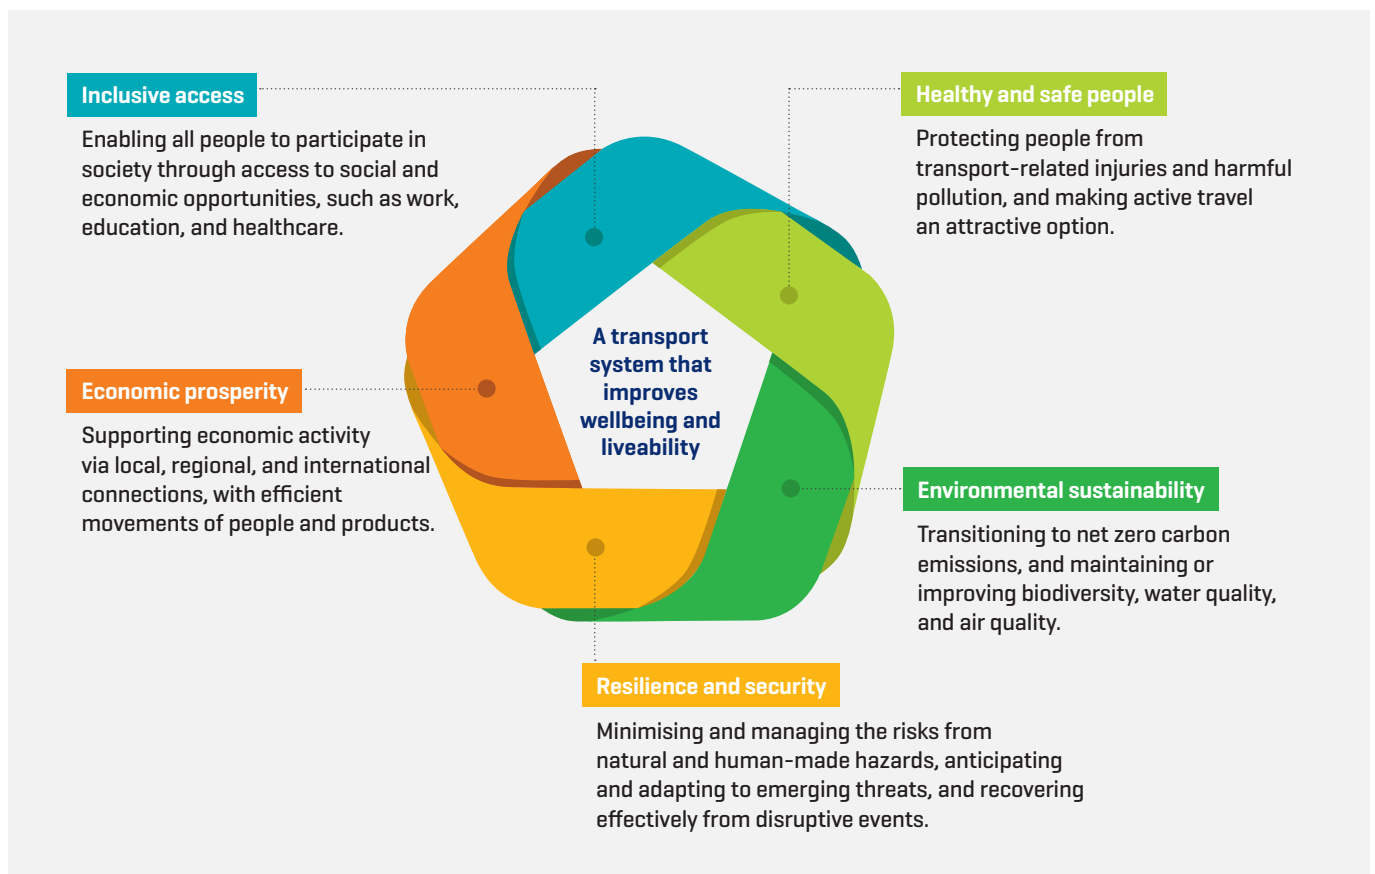 Inclusive access
Enabling all people to participate in
society through access to social and
economic opportunities, such as work,
education, and healthcare.
Healthy and safe people
Protecting people from
transport-related injuries and harmful
pollution, and making active travel
an attractive option.
A transport
system that
improves
wellbeing and
liveability
Economic prosperity
Supporting economic activity
via local, regional, and international
connections, with efficient
movements of people and products.
Environmental sustainability
Transitioning to net zero carbon
emissions, and maintaining or
improving biodiversity, water quality,
and air quality.
Resilience and security
Minimising and managing the risks from
natural and human-made hazards, anticipating
and adapting to emerging threats, and recovering
effectively from disruptive events.